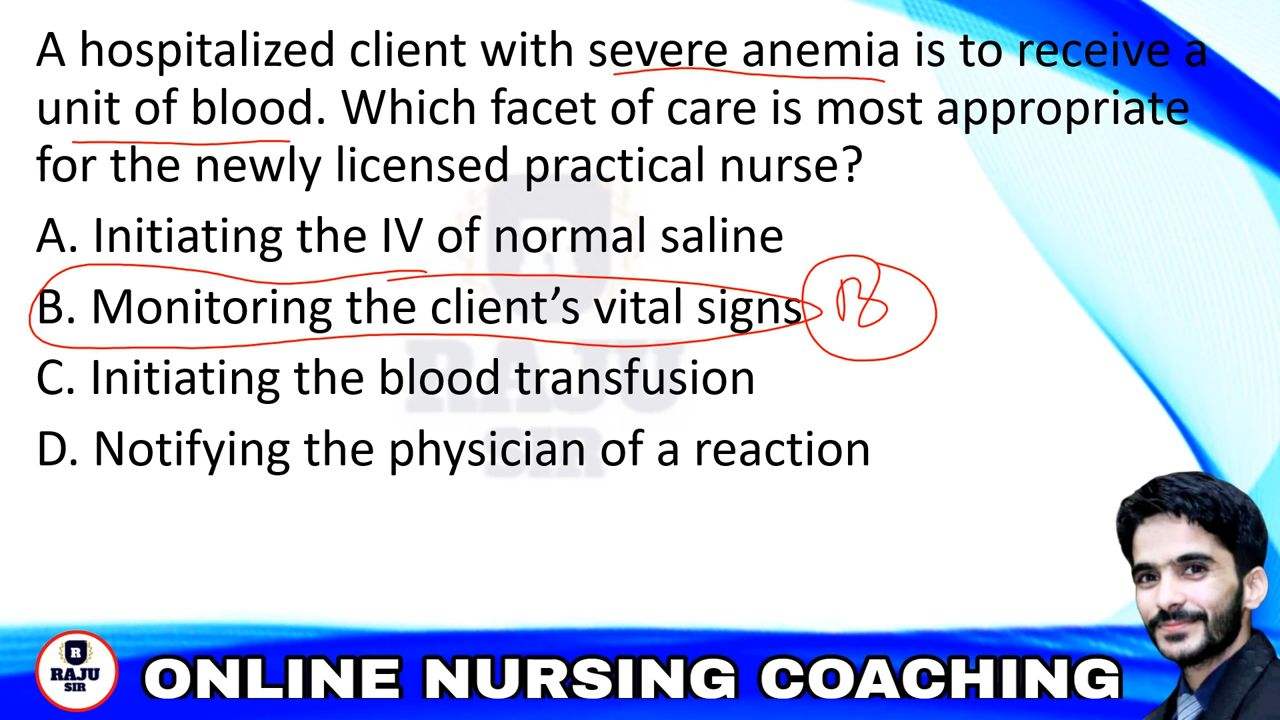 A hospitalized client with severe anemia is to receive a
unit of blood. Which facet of care is most appropriate
for the newly licensed practical nurse?
A. Initiating the IV of normal saline
B. Monitoring the client’s vital signs
B
C. Initiating the blood transfusion
D. Notifying the physician of a reaction
R
RAJU
SIR
R
RAJU
SIR
ONLINE NURSING COACHING